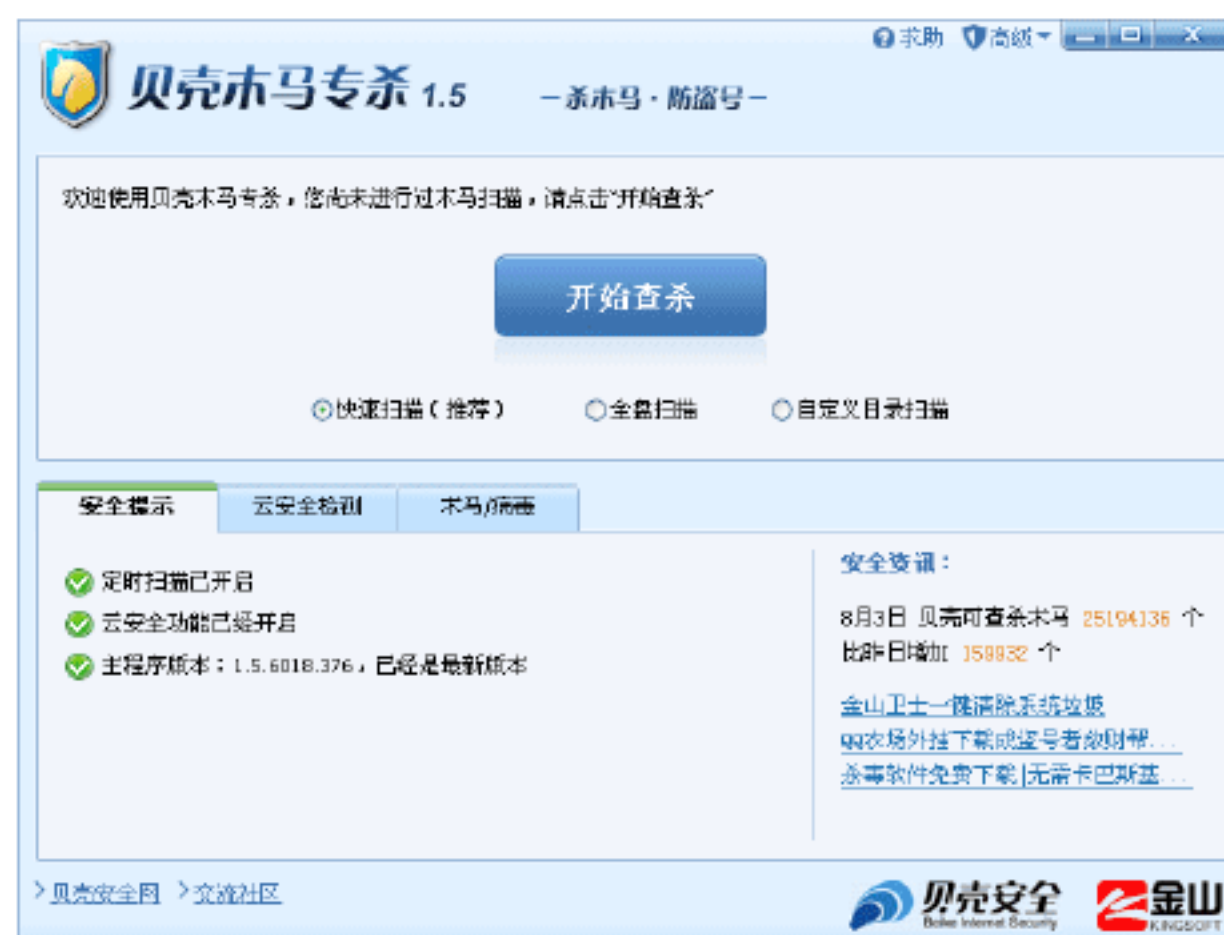 求助 高级
贝壳木马专杀 1.5 －杀木马·防盗号－
欢迎使用贝壳木马专杀，您尚未进行过木马扫描，请点击“开始查杀”
开始查杀
快速扫描（推荐） 全盘扫描 自定义目录扫描
安全提示 云安全检测 木马/病毒
定时扫描已开启
云安全功能已经开启
主程序版本：1.5.6018.376，已经是最新版本
安全资讯：
8月3日 贝壳可查杀木马 25194136 个
比昨日增加 159932 个
金山卫士一键清除系统垃圾
qq农场外挂下载成盗号者敛财帮...
杀毒软件免费下载|无需卡巴斯基...
贝壳安全网 交流社区
贝壳安全 金山
Beike Internet Security KINGSOFT